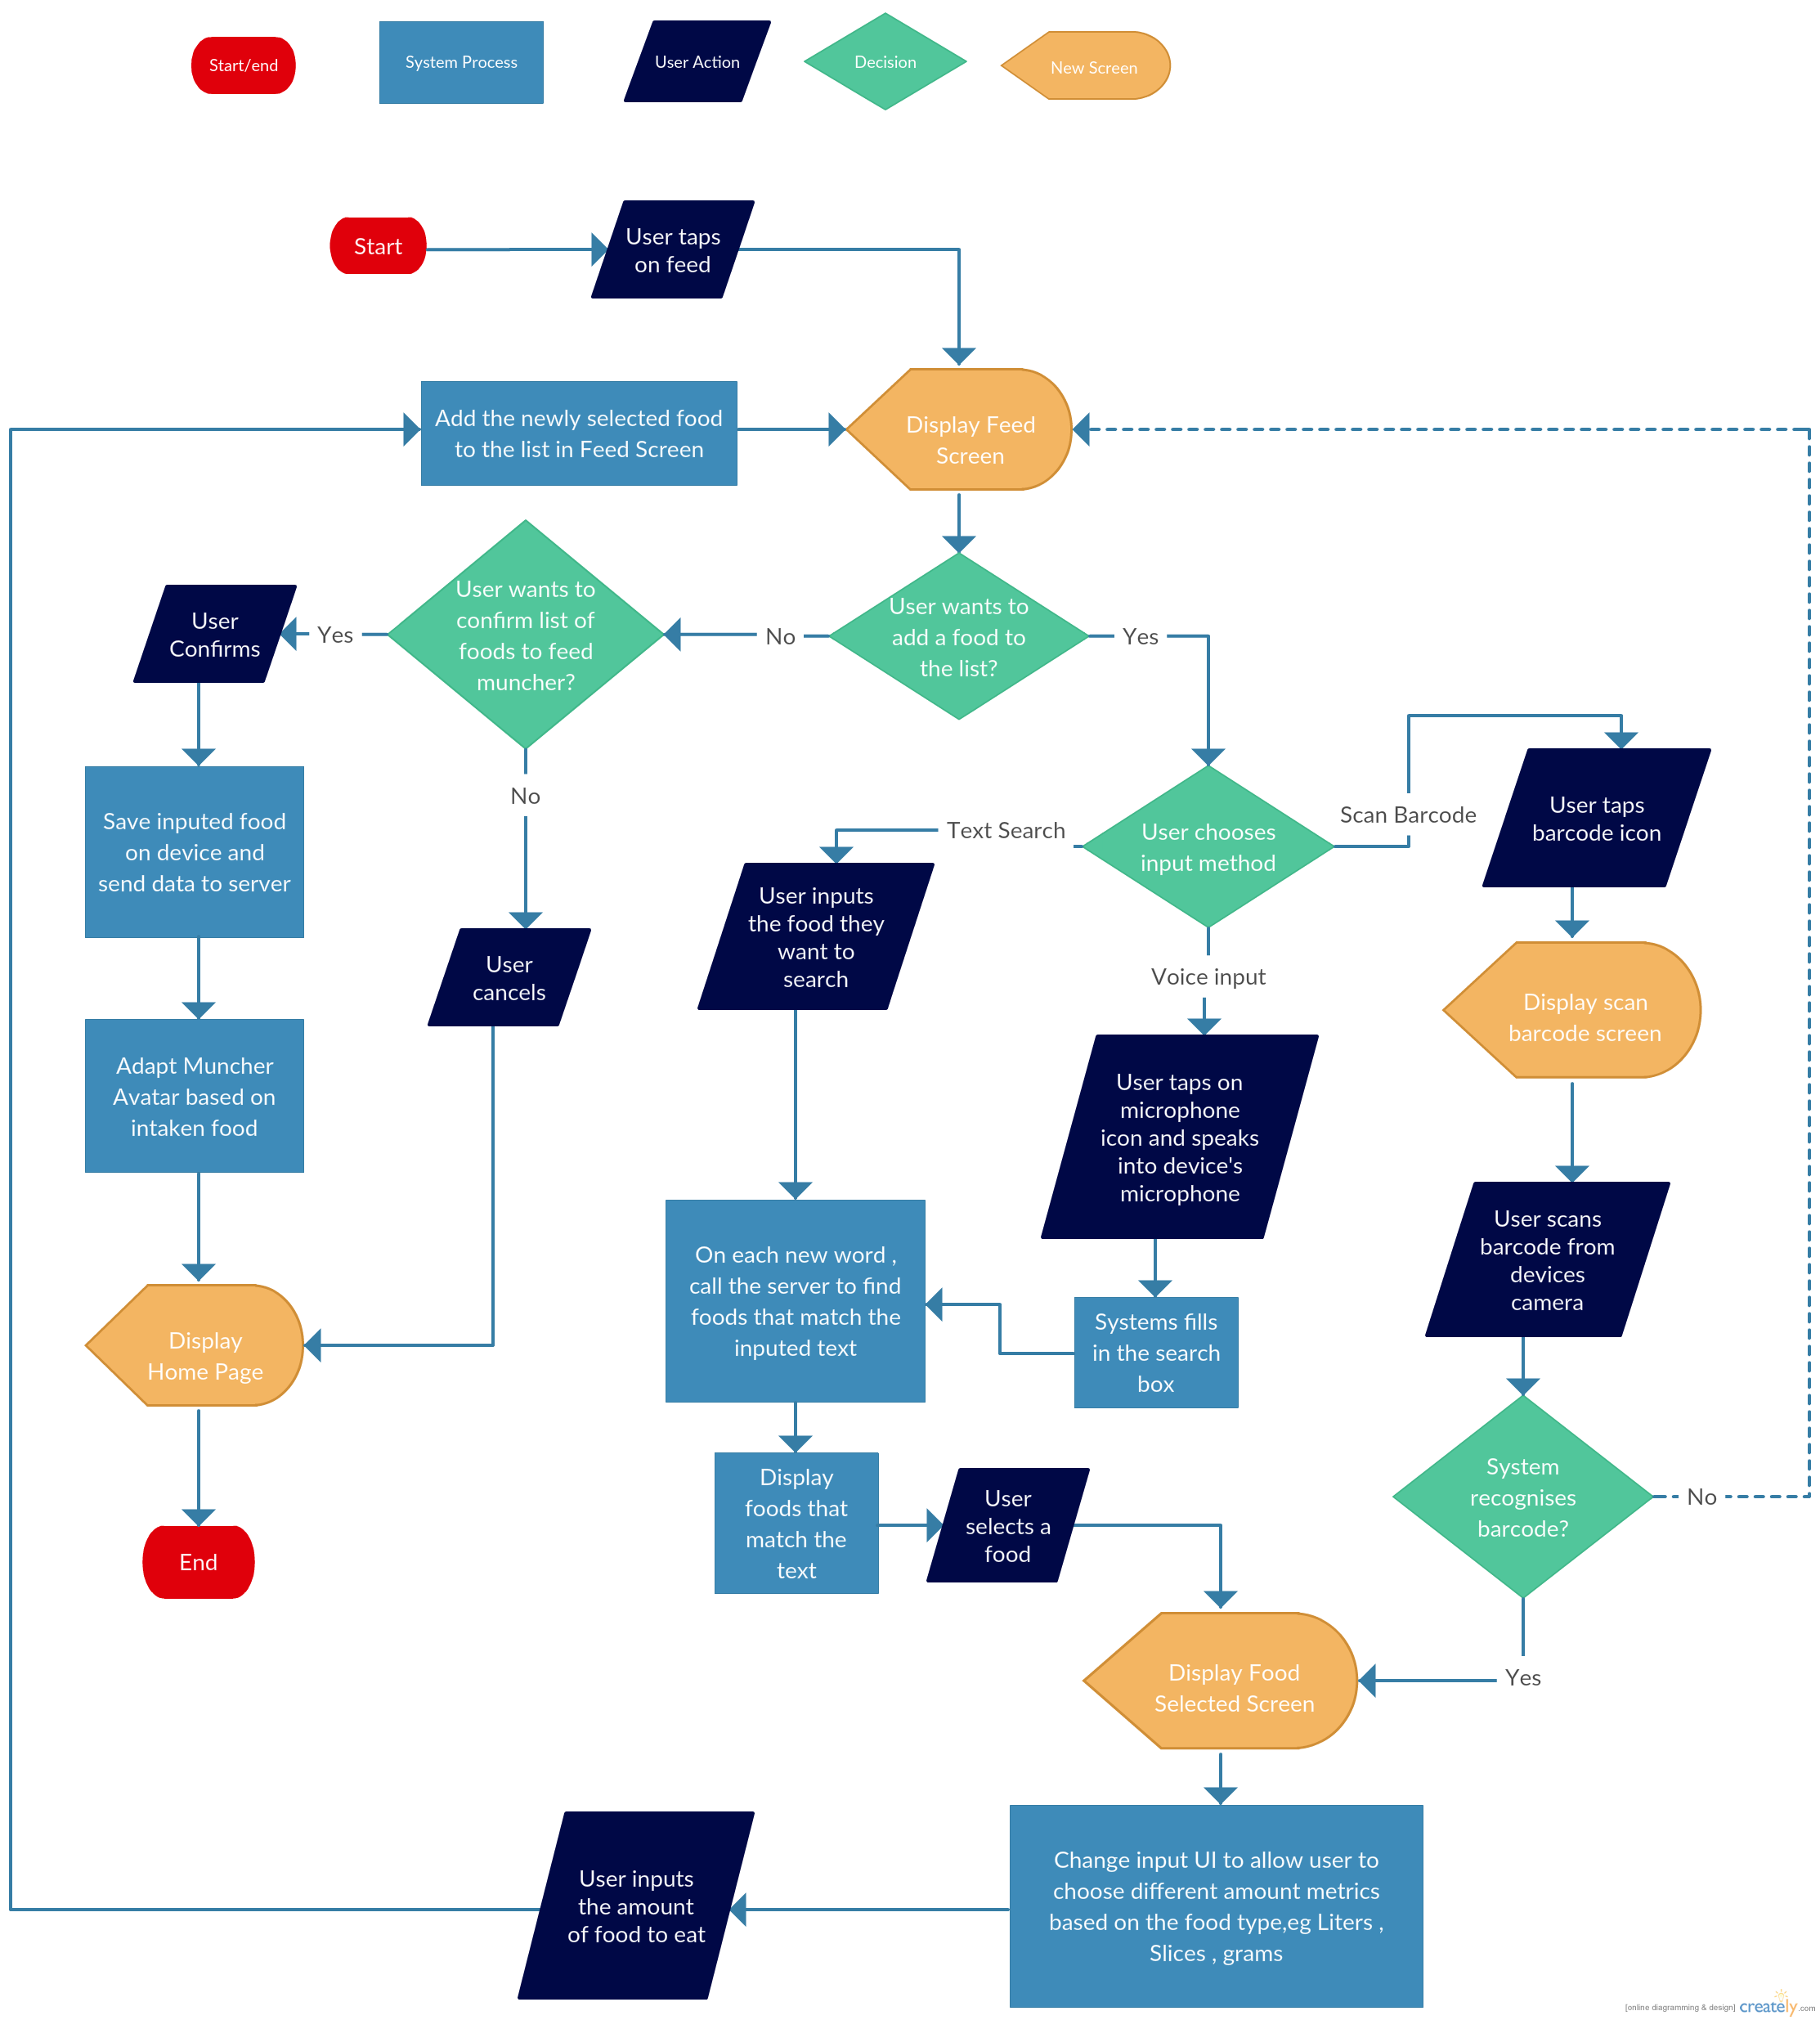 Start/end
System Process
User Action
Decision
New Screen
Start
User taps
on feed
Add the newly selected food
to the list in Feed Screen
Display Feed
Screen
User wants to
confirm list of
foods to feed
muncher?
User wants to
add a food to
the list?
User
Confirms
Yes
No
Yes
No
Save inputed food
on device and
send data to server
User
cancels
Adapt Muncher
Avatar based on
intaken food
Display
Home Page
End
User chooses
input method
Text Search
Scan Barcode
Voice input
User taps
barcode icon
User inputs
the food they
want to
search
Display scan
barcode screen
User taps on
microphone
icon and speaks
into device's
microphone
User scans
barcode from
devices
camera
On each new word ,
call the server to find
foods that match the
inputed text
Systems fills
in the search
box
Display
foods that
match the
text
User
selects a
food
System
recognises
barcode?
No
Yes
Display Food
Selected Screen
Change input UI to allow user to
choose different amount metrics
based on the food type,eg Liters ,
Slices , grams
User inputs
the amount
of food to eat
[online diagramming & design] creately.com